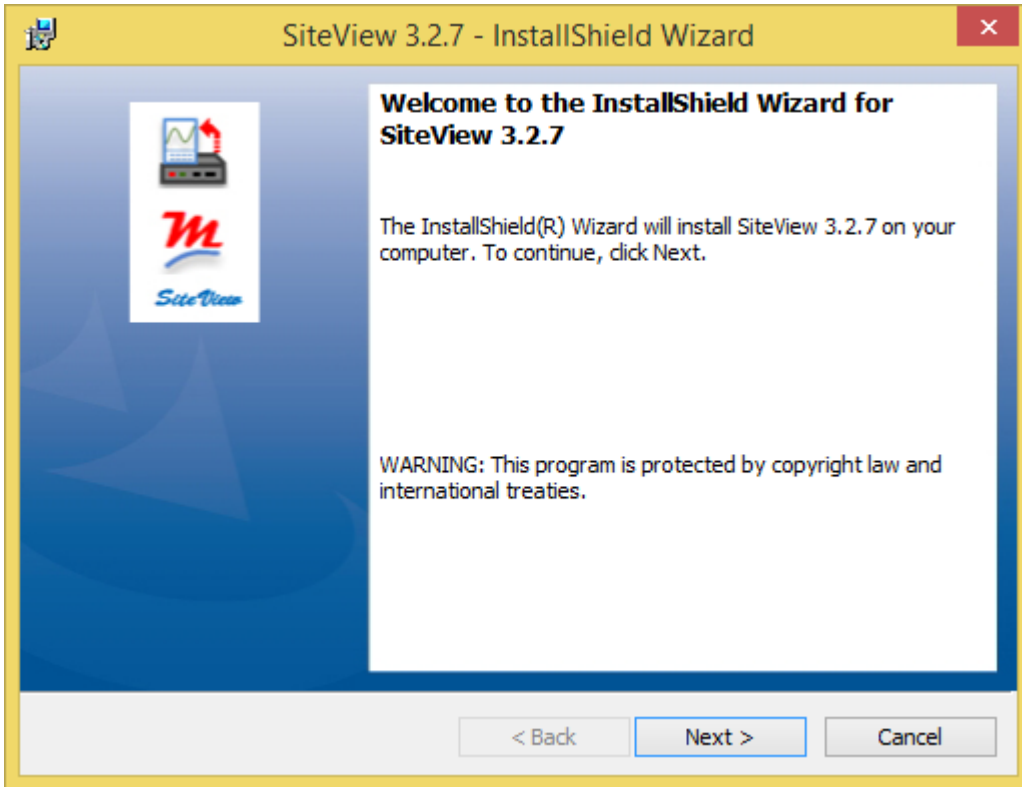 SiteView 3.2.7 - InstallShield Wizard
Welcome to the InstallShield Wizard for
SiteView 3.2.7
m
SiteView
The InstallShield(R) Wizard will install SiteView 3.2.7 on your
computer. To continue, click Next.
WARNING: This program is protected by copyright law and
international treaties.
< Back
Next >
Cancel